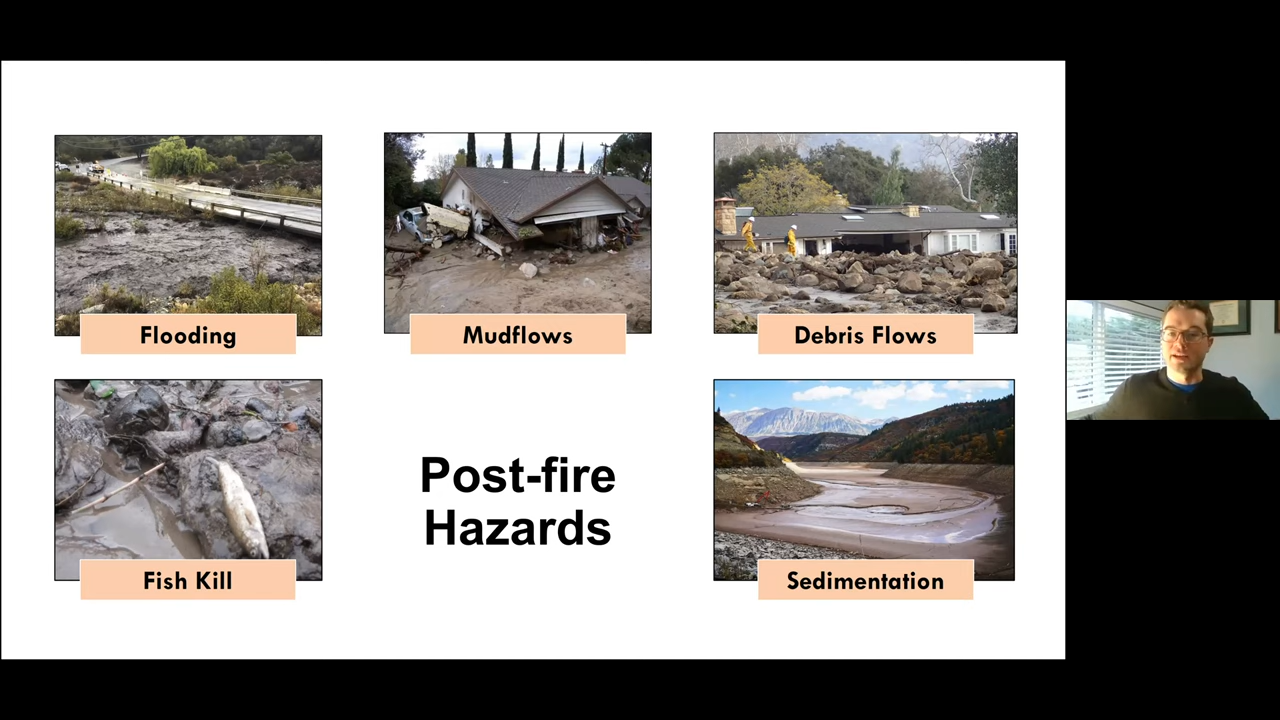 Flooding
Mudflows
Debris Flows
Fish Kill
Post-fire
Hazards
Sedimentation